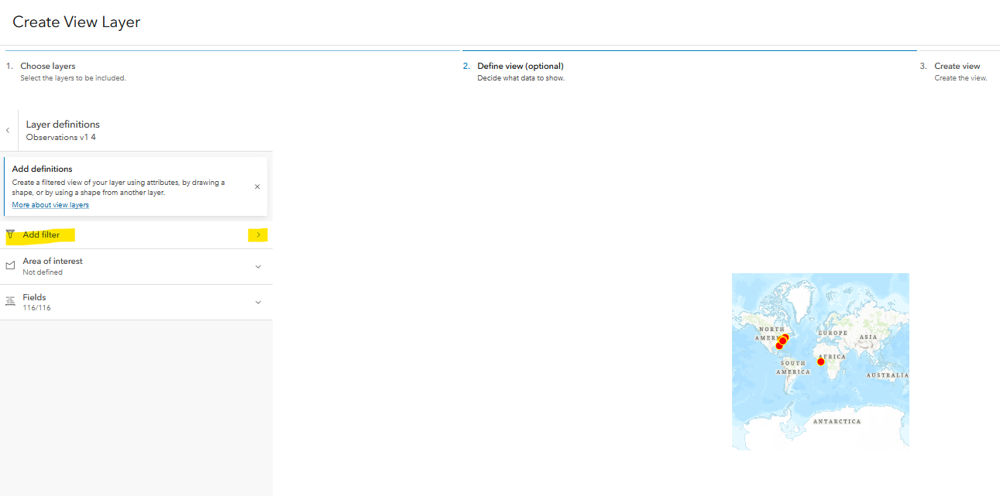 Create View Layer
1. Choose layers
Select the layers to be included.
2. Define view (optional)
Decide what data to show.
3. Create view
Create the view.
Layer definitions
Observations v1 4
Add definitions
Create a filtered view of your layer using attributes, by drawing a
shape, or by using a shape from another layer.
More about view layers
Add filter
Area of interest
Not defined
Fields
116/116
NORTH
AMERI
EUROPE
ASIA
AFRICA
SOUTH
AMERICA
AUSTRALIA
ANTARCTICA